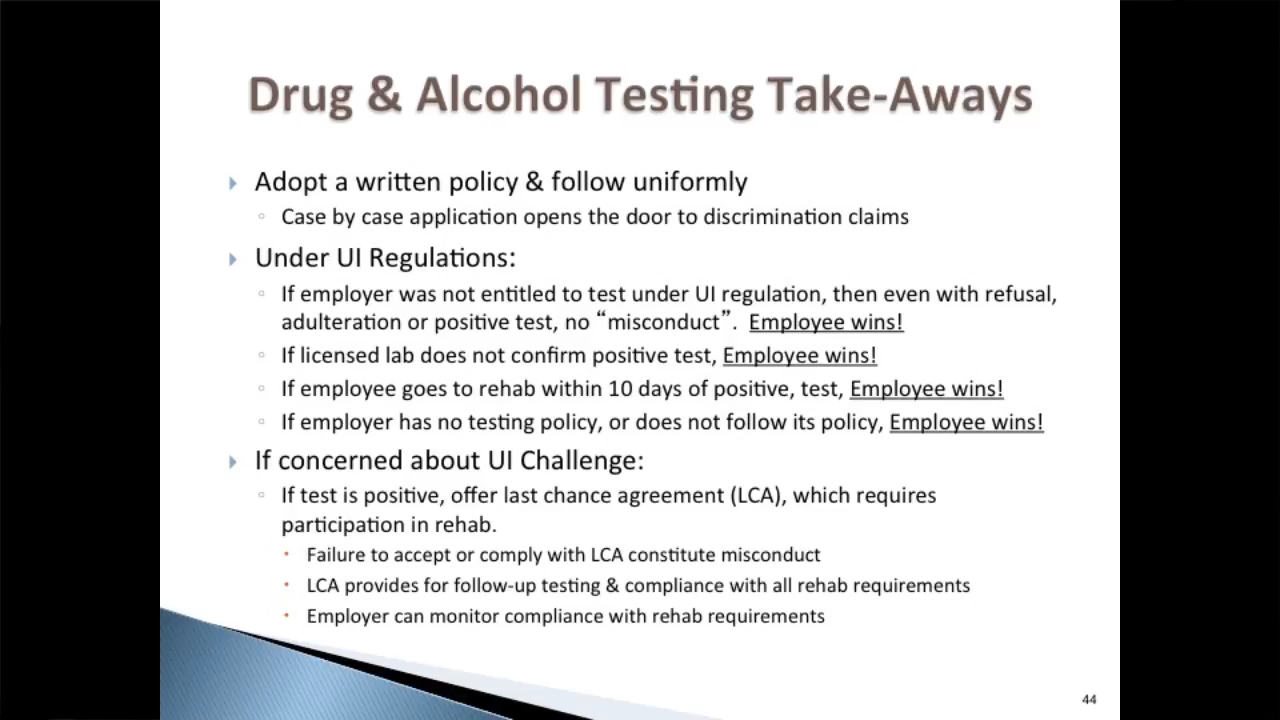 Drug & Alcohol Testing Take-Aways
Adopt a written policy & follow uniformly
Case by case application opens the door to discrimination claims
Under UI Regulations:
If employer was not entitled to test under UI regulation, then even with refusal,
adulteration or positive test, no “misconduct”. Employee wins!
If licensed lab does not confirm positive test, Employee wins!
If employee goes to rehab within 10 days of positive, test, Employee wins!
If employer has no testing policy, or does not follow its policy, Employee wins!
If concerned about UI Challenge:
If test is positive, offer last chance agreement (LCA), which requires
participation in rehab.
Failure to accept or comply with LCA constitute misconduct
LCA provides for follow-up testing & compliance with all rehab requirements
Employer can monitor compliance with rehab requirements
44